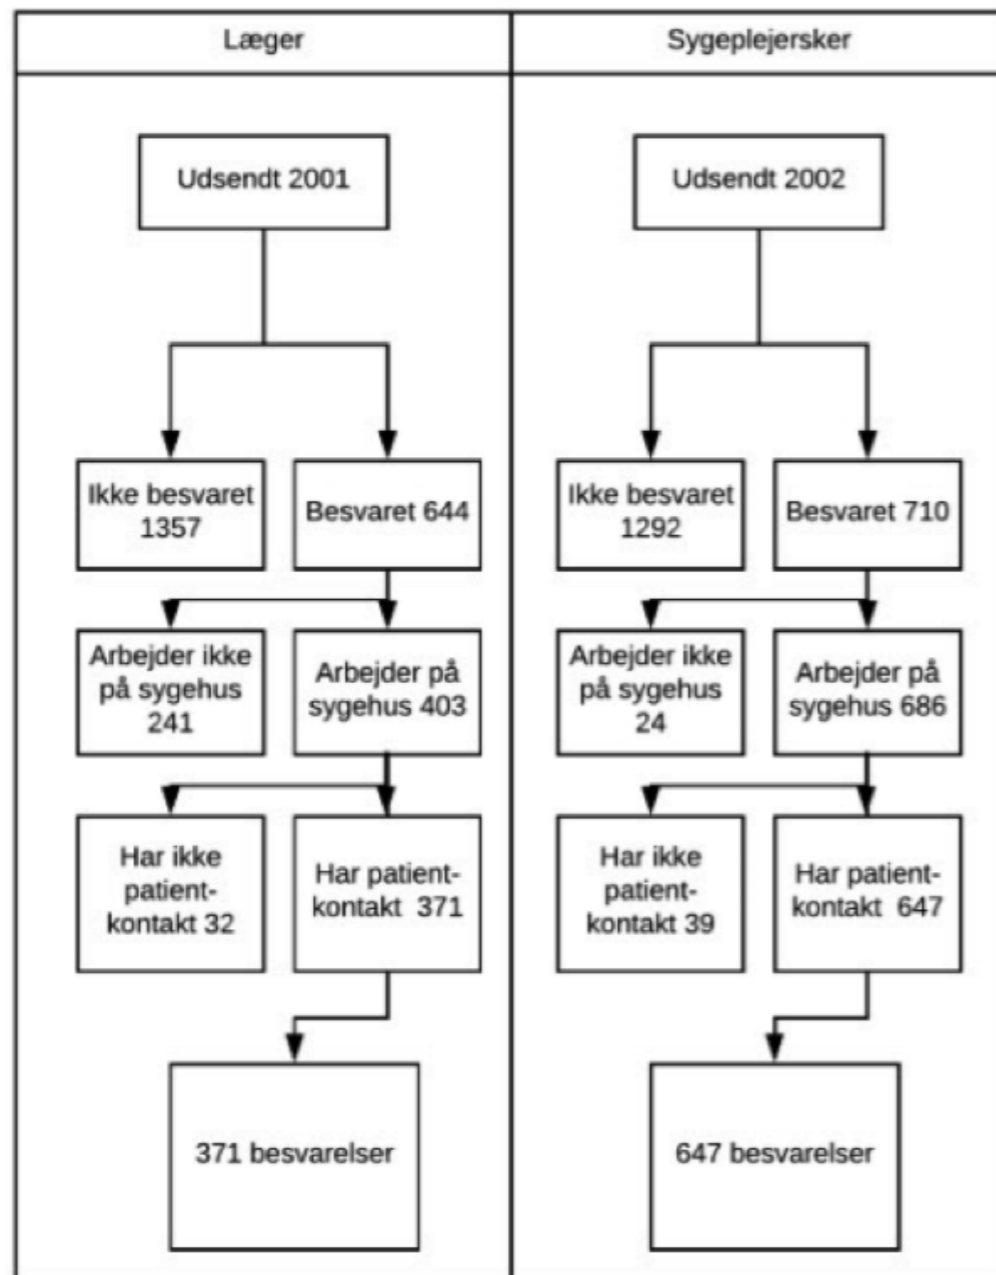 Læger
Sygeplejersker
Udsendt 2001
Udsendt 2002
Ikke besvaret
1357
Besvaret 644
Ikke besvaret
1292
Besvaret 710
Arbejder ikke
på sygehus
241
Arbejder på
sygehus 403
Arbejder ikke
på sygehus
24
Arbejder på
sygehus 686
Har ikke
patient-
kontakt 32
Har patient-
kontakt 371
Har ikke
patient-
kontakt 39
Har patient-
kontakt 647
371 besvarelser
647 besvarelser